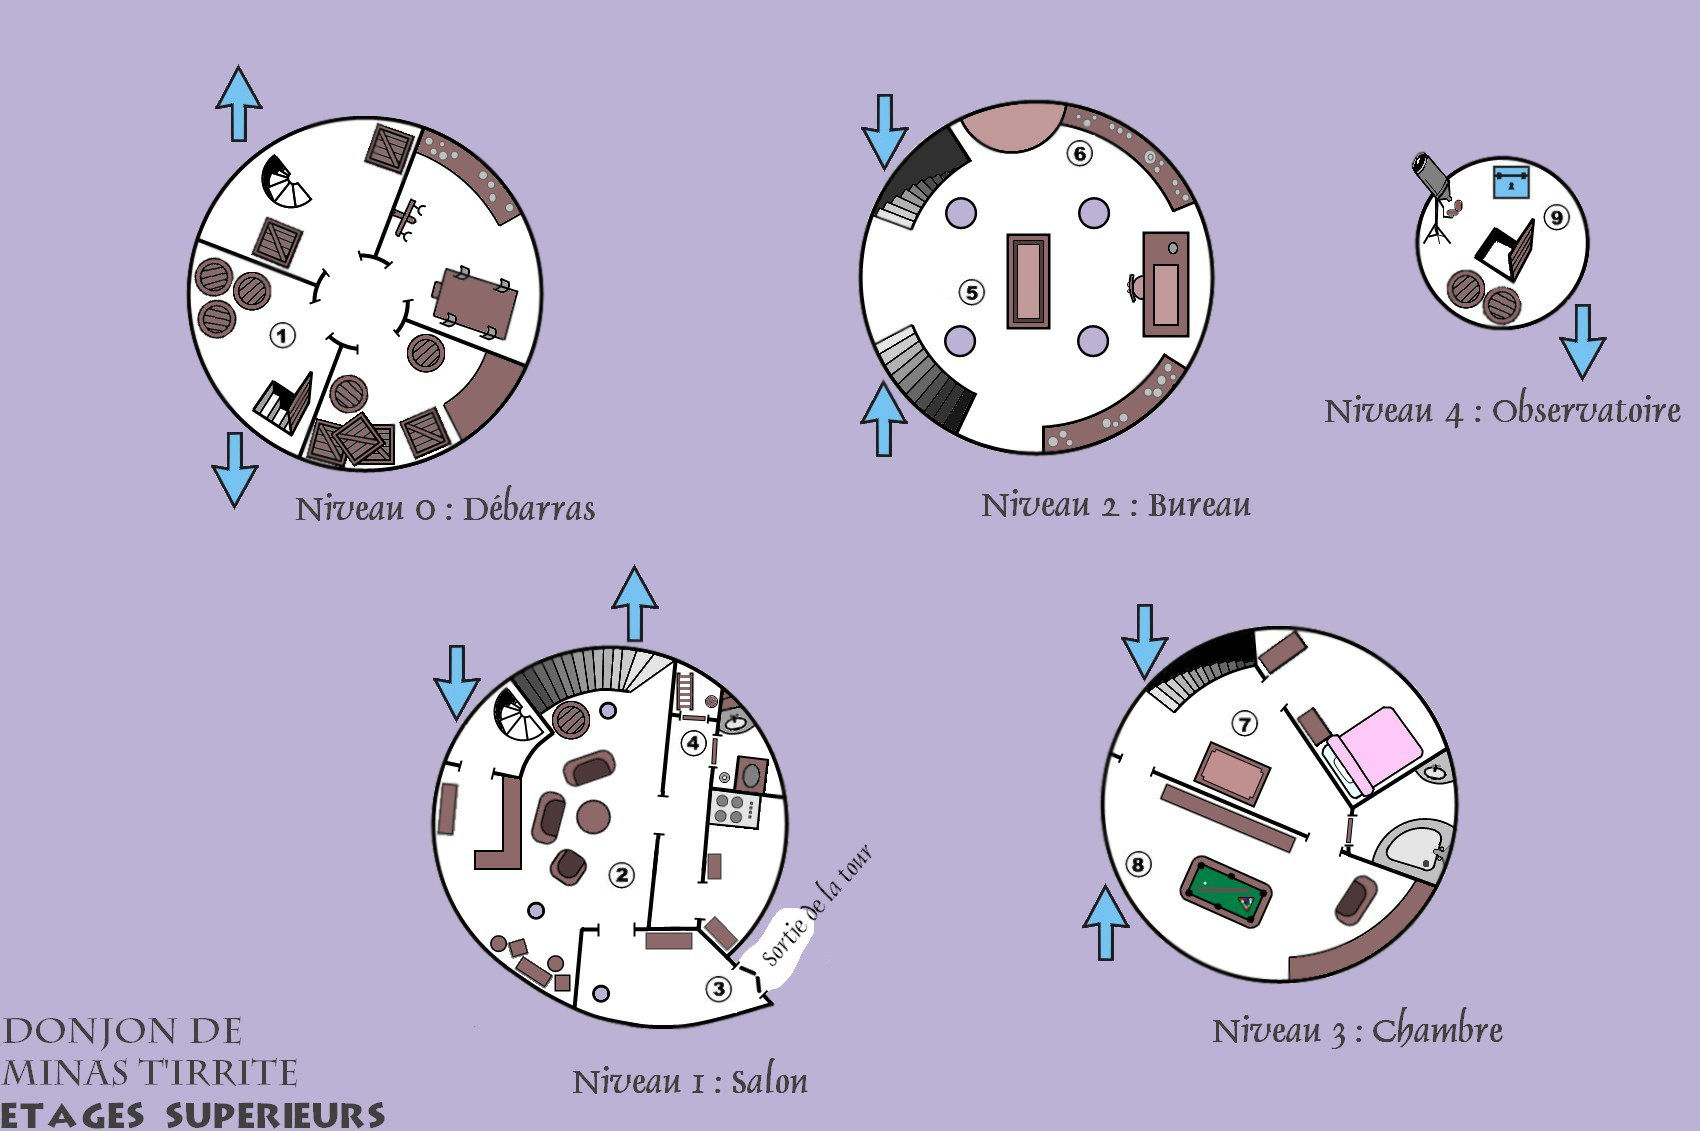 1
Niveau 0 : Débarras
5
6
Niveau 2 : Bureau
9
Niveau 4 : Observatoire
2
3
4
Sortie de la tour
Niveau 1 : Salon
7
8
Niveau 3 : Chambre
DONJON DE
MINAS T'IRRITE
ETAGES SUPERIEURS